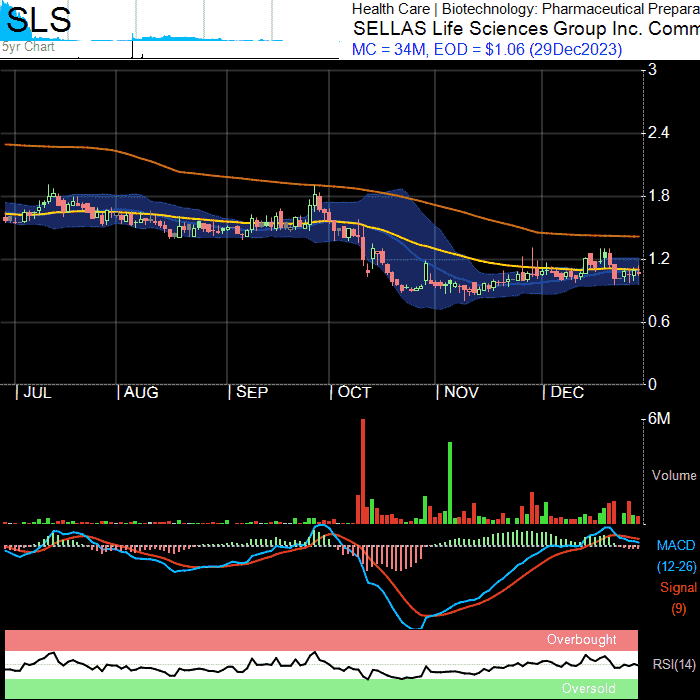 SLS
5yr Chart
Health Care | Biotechnology: Pharmaceutical Prepara
SELLAS Life Sciences Group Inc. Comm
MC = 34M, EOD = $1.06 (29Dec2023)
3
2.4
1.8
1.2
0.6
0
| JUL | AUG | SEP | OCT | NOV | DEC
6M
Volume
MACD
(12-26)
Signal
(9)
Overbought
RSI(14)
Oversold